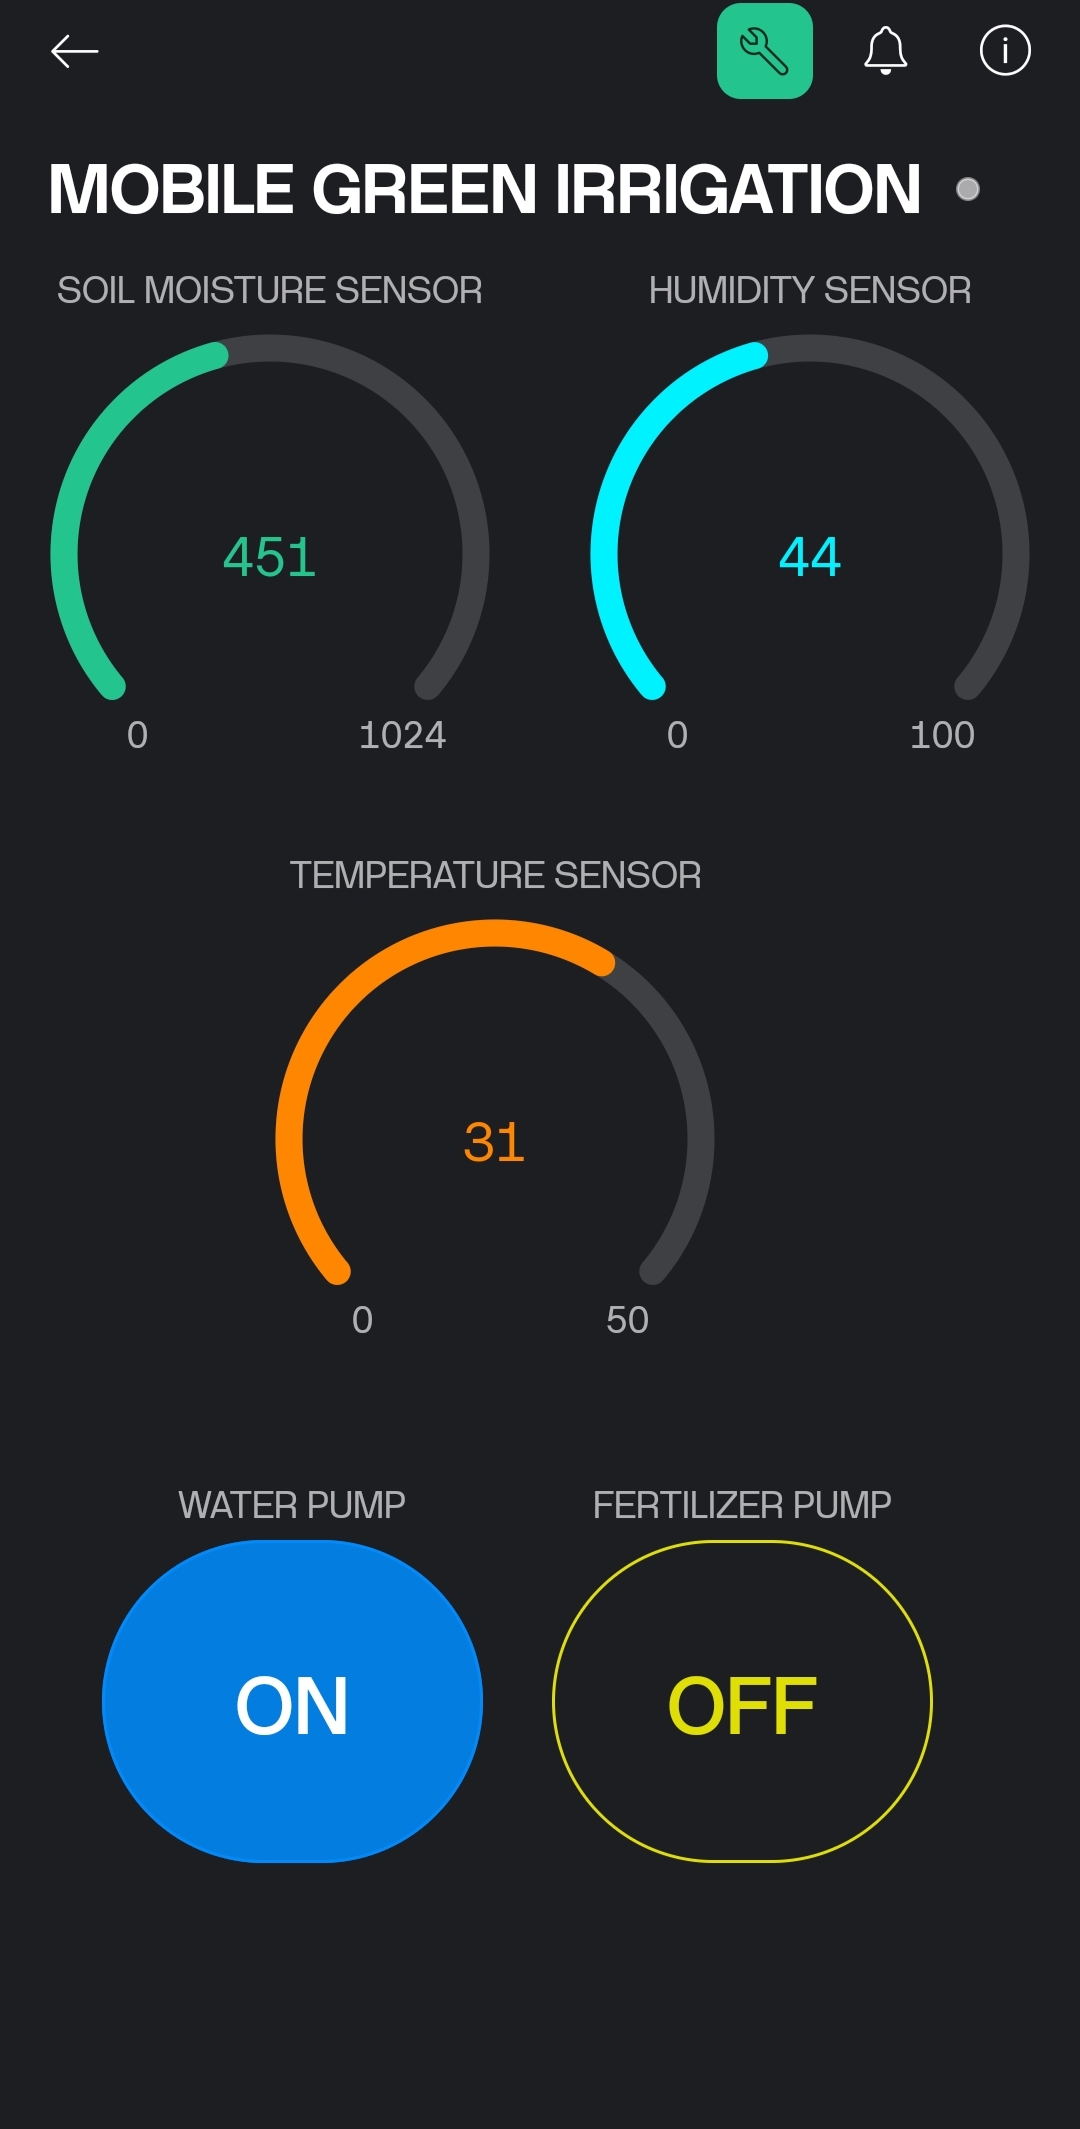 MOBILE GREEN IRRIGATION
SOIL MOISTURE SENSOR
HUMIDITY SENSOR
451
44
0
1024
0
100
TEMPERATURE SENSOR
31
0
50
WATER PUMP
FERTILIZER PUMP
ON
OFF